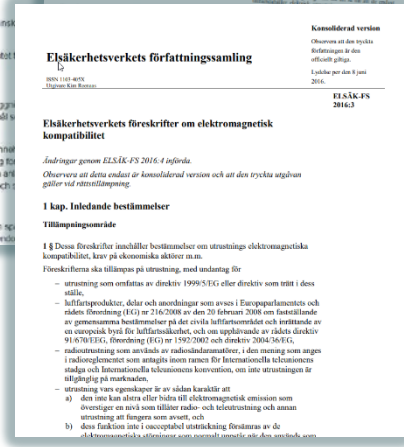 Konsoliderad version
Observera att den tryckta
författningen är den
officiellt giltiga.
Lydelse per den 8 juni
2016.
Elsäkerhetsverkets författningssamling
ISSN 1103-405X
Utgivare Kim Reenaas
ELSÄK-FS
2016:3
Elsäkerhetsverkets föreskrifter om elektromagnetisk
kompatibilitet
Ändringar genom ELSÄK-FS 2016:4 införda.
Observera att detta endast är konsoliderad version och att den tryckta utgåvan
gäller vid rättstillämpning.
1 kap. Inledande bestämmelser
Tillämpningsområde
1 § Dessa föreskrifter innehåller bestämmelser om utrustnings elektromagnetiska
kompatibilitet, krav på ekonomiska aktörer m.m.
Föreskrifterna ska tillämpas på utrustning, med undantag för
– utrustning som omfattas av direktiv 1999/5/EG eller direktiv som trätt i dess
ställe,
– luftfartsprodukter, delar och anordningar som avses i Europaparlamentets och
rådets förordning (EG) nr 216/2008 av den 20 februari 2008 om fastställande
av gemensamma bestämmelser på det civila luftfartsområdet och inrättande av
en europeisk byrå för luftfartssäkerhet, och om upphävande av rådets direktiv
91/670/EEG, förordning (EG) nr 1592/2002 och direktiv 2004/36/EG,
– radioutrustning som används av radiosändaramatörer, i den mening som anges
i radioreglementet som antagits inom ramen för Internationella teleunionens
stadga och Internationella teleunionens konvention, om inte utrustningen är
tillgänglig på marknaden,
– utrustning vars egenskaper är av sådan karaktär att
a) den inte kan alstra eller bidra till elektromagnetisk emission som
överstiger en nivå som tillåter radio- och teleutrustning och annan
utrustning att fungera som avsett, och
b) dess funktion inte i oacceptabel utsträckning försämras av de
elektromagnetiska störningar som normalt uppstår när den används som